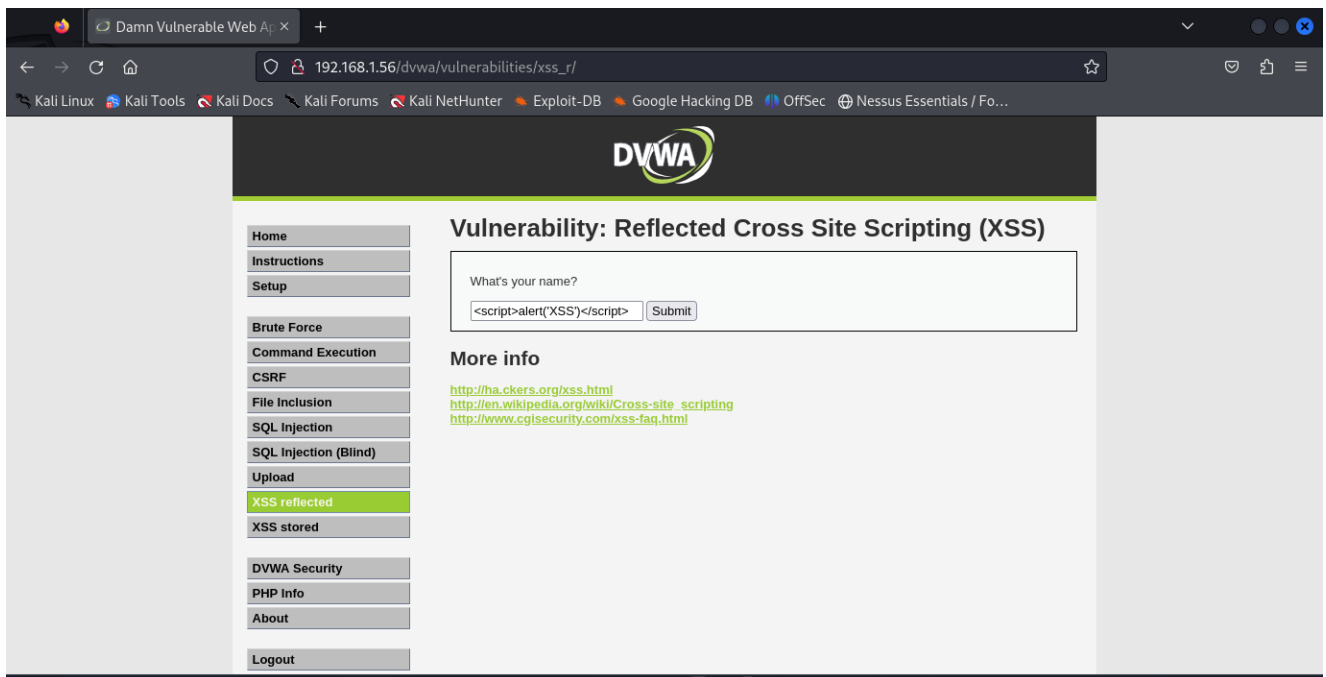 Damn Vulnerable Web Ap
192.168.1.56/dvwa/vulnerabilities/xss_r/
Kali Linux Kali Tools Kali Docs Kali Forums Kali NetHunter Exploit-DB Google Hacking DB OffSec Nessus Essentials / Fo...
DVWA
Home
Instructions
Setup
Brute Force
Command Execution
CSRF
File Inclusion
SQL Injection
SQL Injection (Blind)
Upload
XSS reflected
XSS stored
DVWA Security
PHP Info
About
Logout
Vulnerability: Reflected Cross Site Scripting (XSS)
What's your name?
<script>alert('XSS')</script> Submit
More info
http://ha.ckers.org/xss.html
http://en.wikipedia.org/wiki/Cross-site_scripting
http://www.cgisecurity.com/xss-faq.html